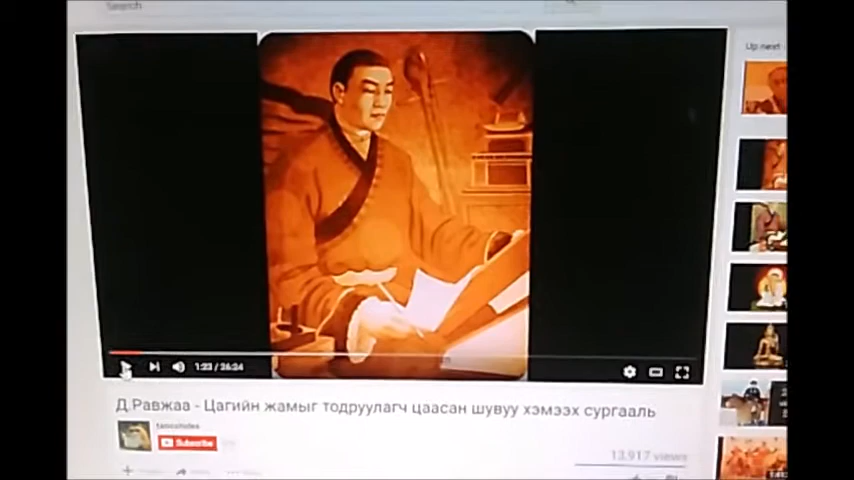 Search
Up next
1:23 / 26:24
Д.Равжаа - Цагийн жамыг тодруулагч цаасан шувуу хэмээх сургааль
Subscribe
13,917 views